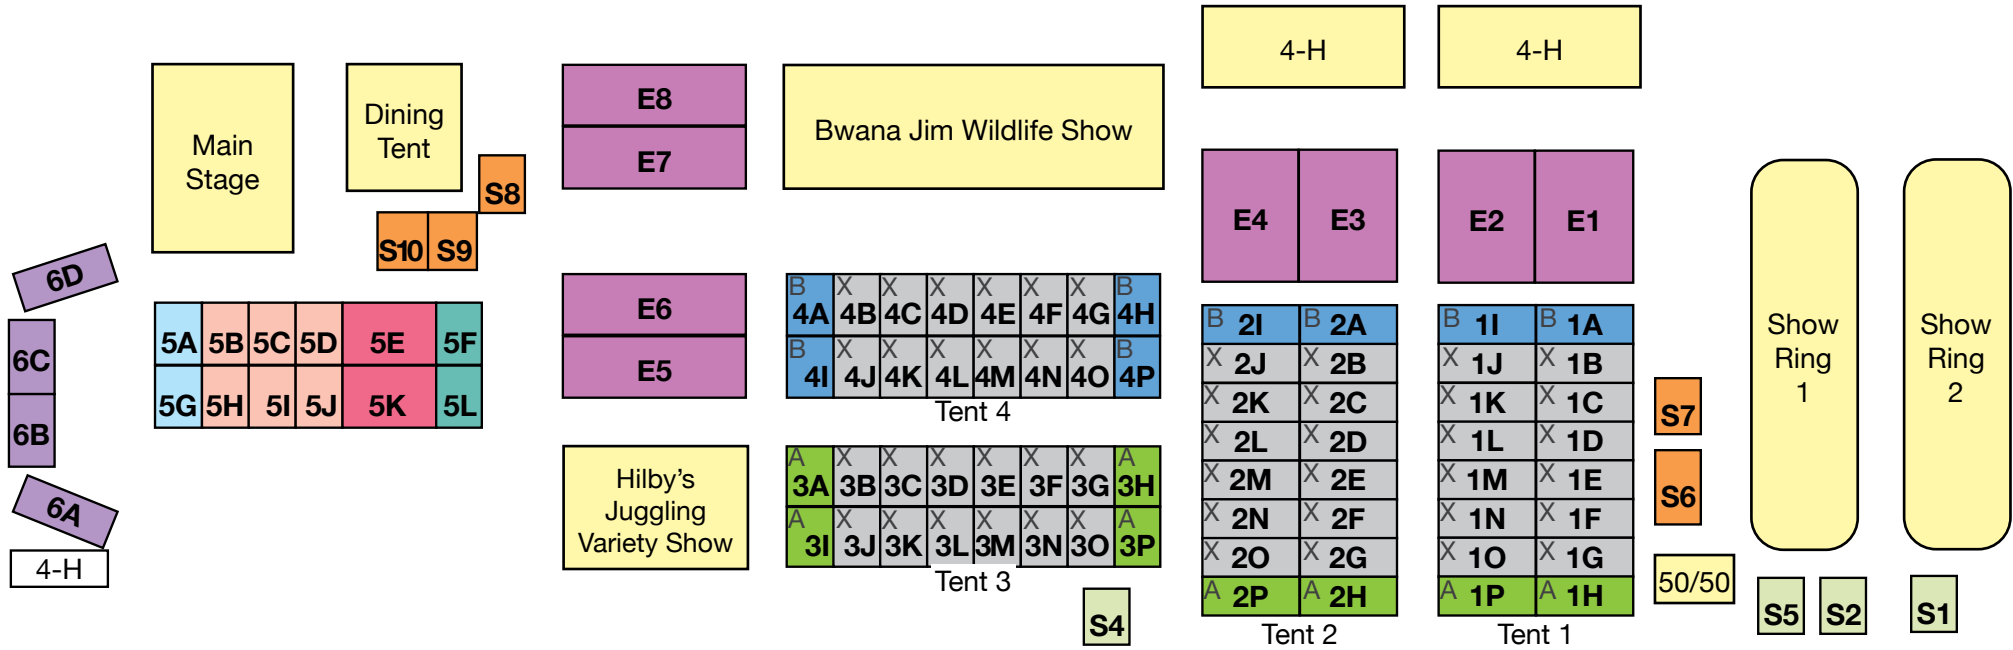 4-H
4-H
Main
Stage
Dining
Tent
E8
E7
Bwana Jim Wildlife Show
S8
S10
S9
E4
E3
E2
E1
Show
Ring
1
Show
Ring
2
6D
6C
6B
6A
4-H
5A
5B
5C
5D
5E
5F
5G
5H
5I
5J
5K
5L
E6
E5
Hilby's
Juggling
Variety Show
B 4A
X 4B
X 4C
X 4D
X 4E
X 4F
X 4G
B 4H
B 4I
X 4J
X 4K
X 4L
X 4M
X 4N
X 4O
B 4P
Tent 4
A 3A
X 3B
X 3C
X 3D
X 3E
X 3F
X 3G
A 3H
A 3I
X 3J
X 3K
X 3L
X 3M
X 3N
X 3O
A 3P
Tent 3
S4
B 2I
B 2A
X 2J
X 2B
X 2K
X 2C
X 2L
X 2D
X 2M
X 2E
X 2N
X 2F
X 2O
X 2G
A 2P
A 2H
Tent 2
B 1I
B 1A
X 1J
X 1B
X 1K
X 1C
X 1L
X 1D
X 1M
X 1E
X 1N
X 1F
X 1O
X 1G
A 1P
A 1H
Tent 1
S7
S6
50/50
S5
S2
S1